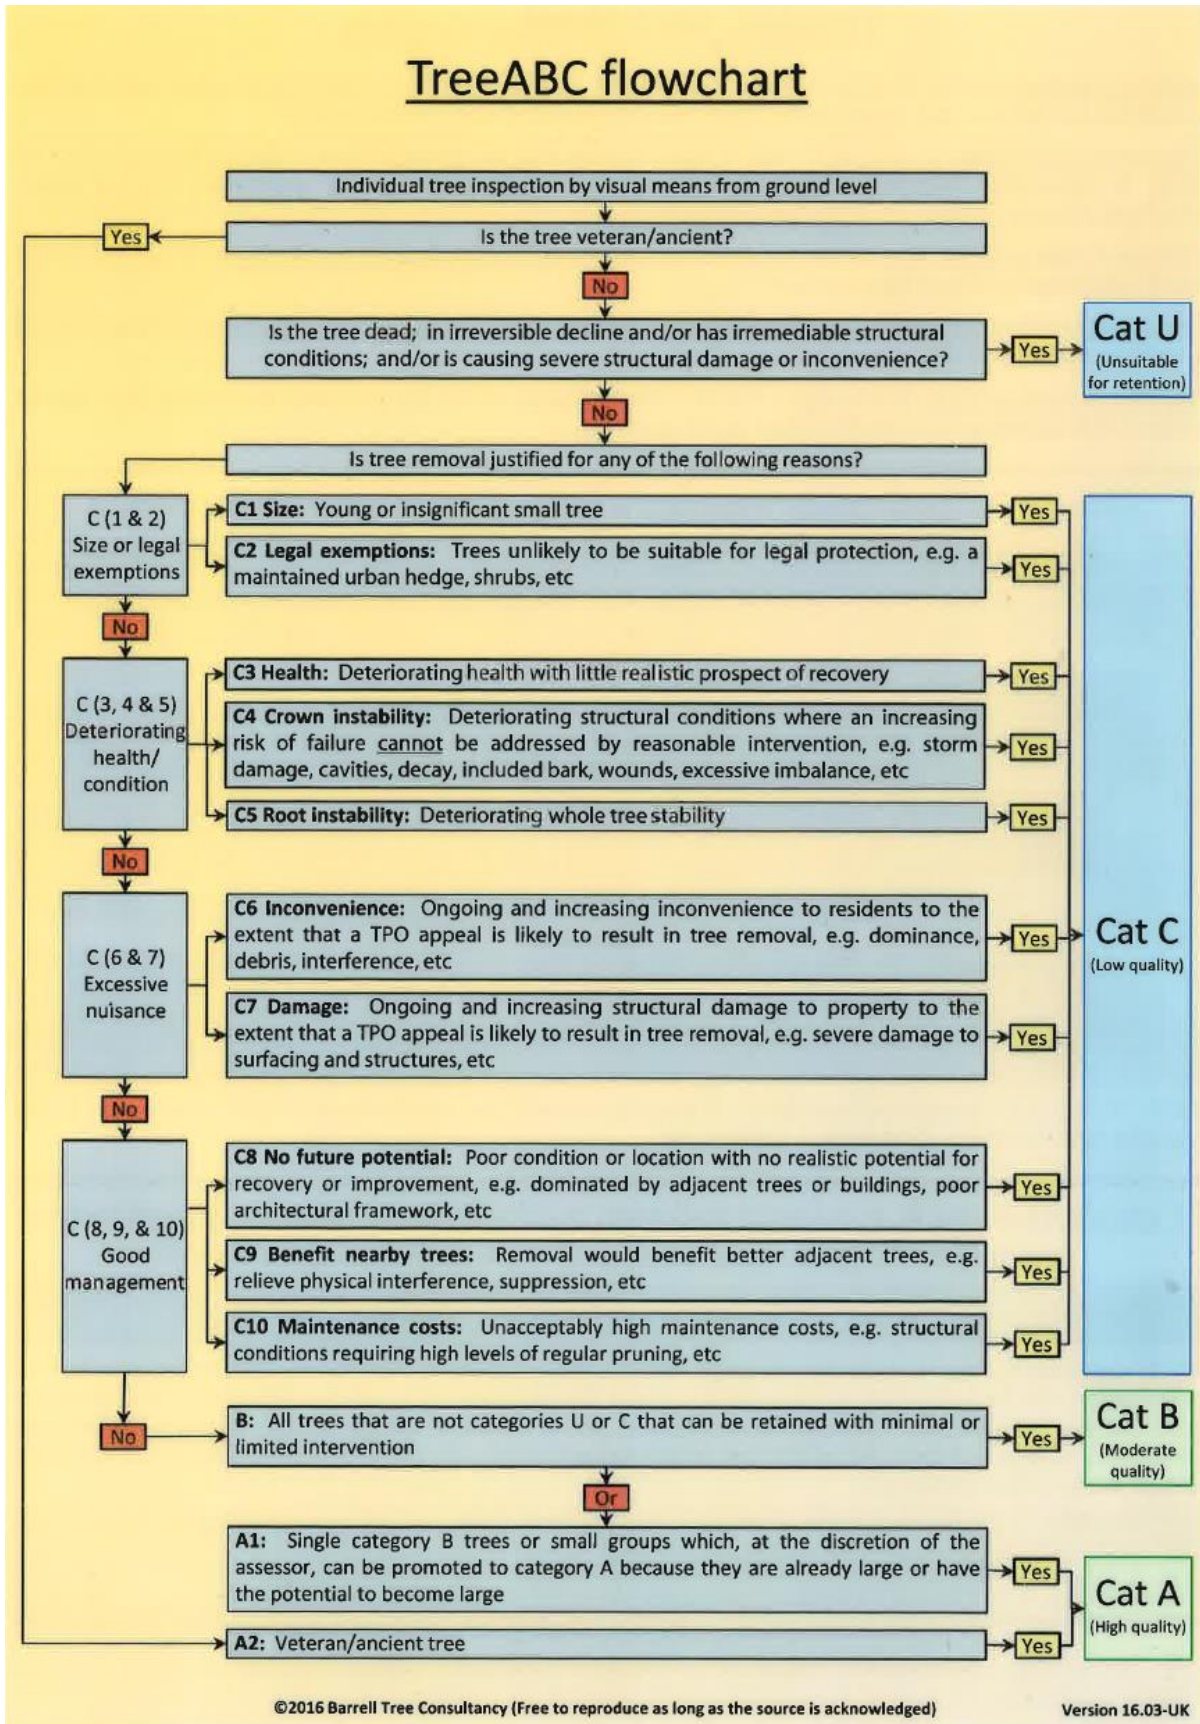 TreeABC flowchart
Individual tree inspection by visual means from ground level
Yes
Is the tree veteran/ancient?
No
Is the tree dead; in irreversible decline and/or has irremediable structural
conditions; and/or is causing severe structural damage or inconvenience?
Yes
Cat U
(Unsuitable
for retention)
No
Is tree removal justified for any of the following reasons?
C (1 & 2)
Size or legal
exemptions
C1 Size: Young or insignificant small tree
Yes
C2 Legal exemptions: Trees unlikely to be suitable for legal protection, e.g. a
maintained urban hedge, shrubs, etc
Yes
No
C (3, 4 & 5)
Deteriorating
health/
condition
C3 Health: Deteriorating health with little realistic prospect of recovery
Yes
C4 Crown instability: Deteriorating structural conditions where an increasing
risk of failure cannot be addressed by reasonable intervention, e.g. storm
damage, cavities, decay, included bark, wounds, excessive imbalance, etc
Yes
C5 Root instability: Deteriorating whole tree stability
Yes
No
C (6 & 7)
Excessive
nuisance
C6 Inconvenience: Ongoing and increasing inconvenience to residents to the
extent that a TPO appeal is likely to result in tree removal, e.g. dominance,
debris, interference, etc
Yes
Cat C
(Low quality)
C7 Damage: Ongoing and increasing structural damage to property to the
extent that a TPO appeal is likely to result in tree removal, e.g. severe damage to
surfacing and structures, etc
Yes
No
C (8, 9, & 10)
Good
management
C8 No future potential: Poor condition or location with no realistic potential for
recovery or improvement, e.g. dominated by adjacent trees or buildings, poor
architectural framework, etc
Yes
C9 Benefit nearby trees: Removal would benefit better adjacent trees, e.g.
relieve physical interference, suppression, etc
Yes
C10 Maintenance costs: Unacceptably high maintenance costs, e.g. structural
conditions requiring high levels of regular pruning, etc
Yes
No
B: All trees that are not categories U or C that can be retained with minimal or
limited intervention
Yes
Cat B
(Moderate
quality)
Or
A1: Single category B trees or small groups which, at the discretion of the
assessor, can be promoted to category A because they are already large or have
the potential to become large
Yes
Cat A
(High quality)
A2: Veteran/ancient tree
Yes
©2016 Barrell Tree Consultancy (Free to reproduce as long as the source is acknowledged)
Version 16.03-UK